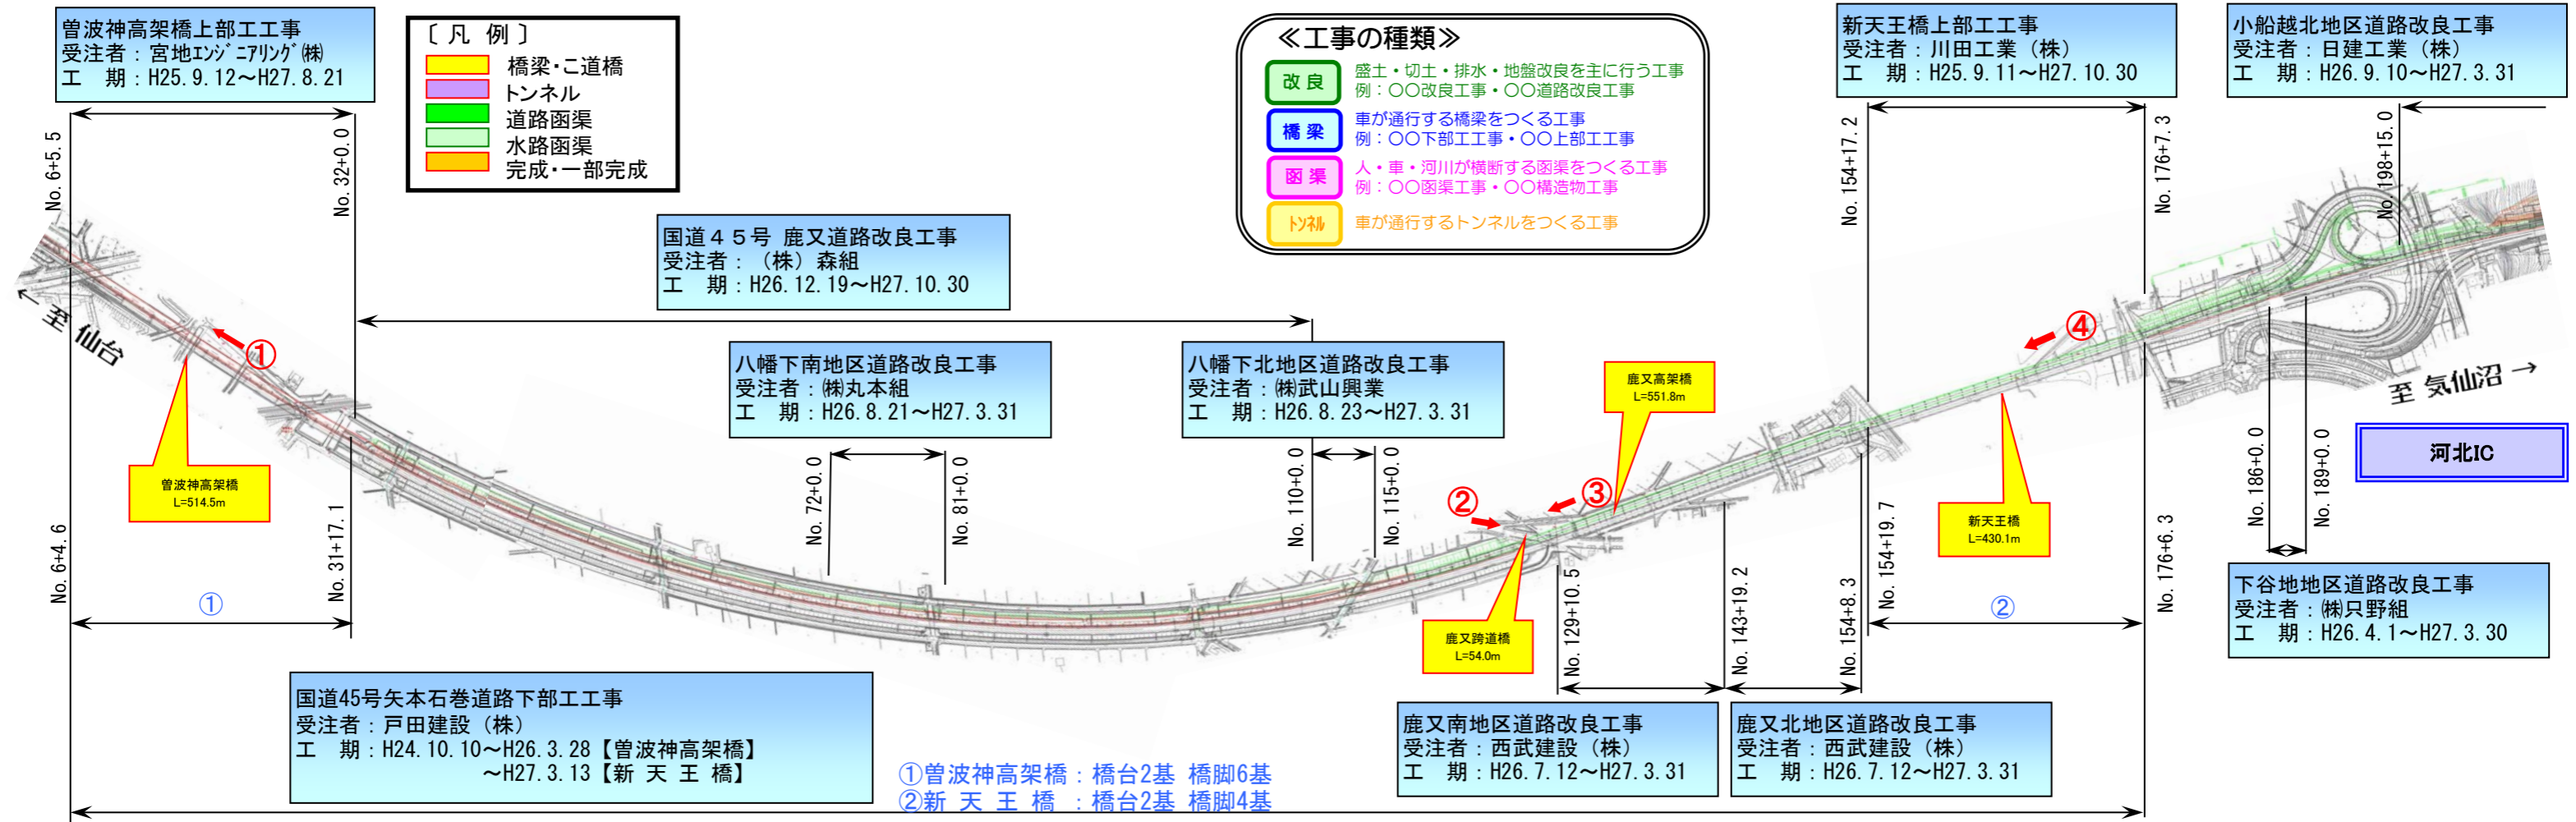 曽波神高架橋上部工工事
受注者：宮地ｴﾝｼﾞﾆｱﾘﾝｸﾞ㈱
工　期：H25.9.12～H27.8.21
〔 凡 例 〕
橋梁・こ道橋
トンネル
道路函渠
水路函渠
完成・一部完成
≪工事の種類≫
改 良
盛土・切土・排水・地盤改良を主に行う工事
例：〇〇改良工事・〇〇道路改良工事
橋 梁
車が通行する橋梁をつくる工事
例：〇〇下部工工事・〇〇上部工工事
函 渠
人・車・河川が横断する函渠をつくる工事
例：〇〇函渠工事・〇〇構造物工事
ﾄﾝﾈﾙ
車が通行するトンネルをつくる工事
新天王橋上部工工事
受注者：川田工業（株）
工　期：H25.9.11～H27.10.30
小船越北地区道路改良工事
受注者：日建工業（株）
工　期：H26.9.10～H27.3.31
No. 6+5.5
No. 32+0.0
No. 154+17.2
No. 176+7.3
No. 198+15.0
国道４５号 鹿又道路改良工事
受注者：（株）森組
工　期：H26.12.19～H27.10.30
← 至 仙台
①
④
八幡下南地区道路改良工事
受注者：㈱丸本組
工　期：H26.8.21～H27.3.31
八幡下北地区道路改良工事
受注者：㈱武山興業
工　期：H26.8.23～H27.3.31
鹿又高架橋
L=551.8m
至 気仙沼 →
河北IC
曽波神高架橋
L=514.5m
No. 72+0.0
No. 81+0.0
No. 110+0.0
No. 115+0.0
②
③
新天王橋
L=430.1m
No. 186+0.0
No. 189+0.0
No. 6+4.6
No. 31+17.1
①
鹿又跨道橋
L=54.0m
No. 129+10.5
No. 143+19.2
No. 154+8.3
No. 154+19.7
②
No. 176+6.3
下谷地地区道路改良工事
受注者：㈱只野組
工　期：H26.4.1～H27.3.30
国道45号矢本石巻道路下部工工事
受注者：戸田建設（株）
工　期：H24.10.10～H26.3.28【曽波神高架橋】
～H27.3.13【新 天 王 橋】
①曽波神高架橋：橋台2基 橋脚6基
②新 天 王 橋 ：橋台2基 橋脚4基
鹿又南地区道路改良工事
受注者：西武建設（株）
工　期：H26.7.12～H27.3.31
鹿又北地区道路改良工事
受注者：西武建設（株）
工　期：H26.7.12～H27.3.31